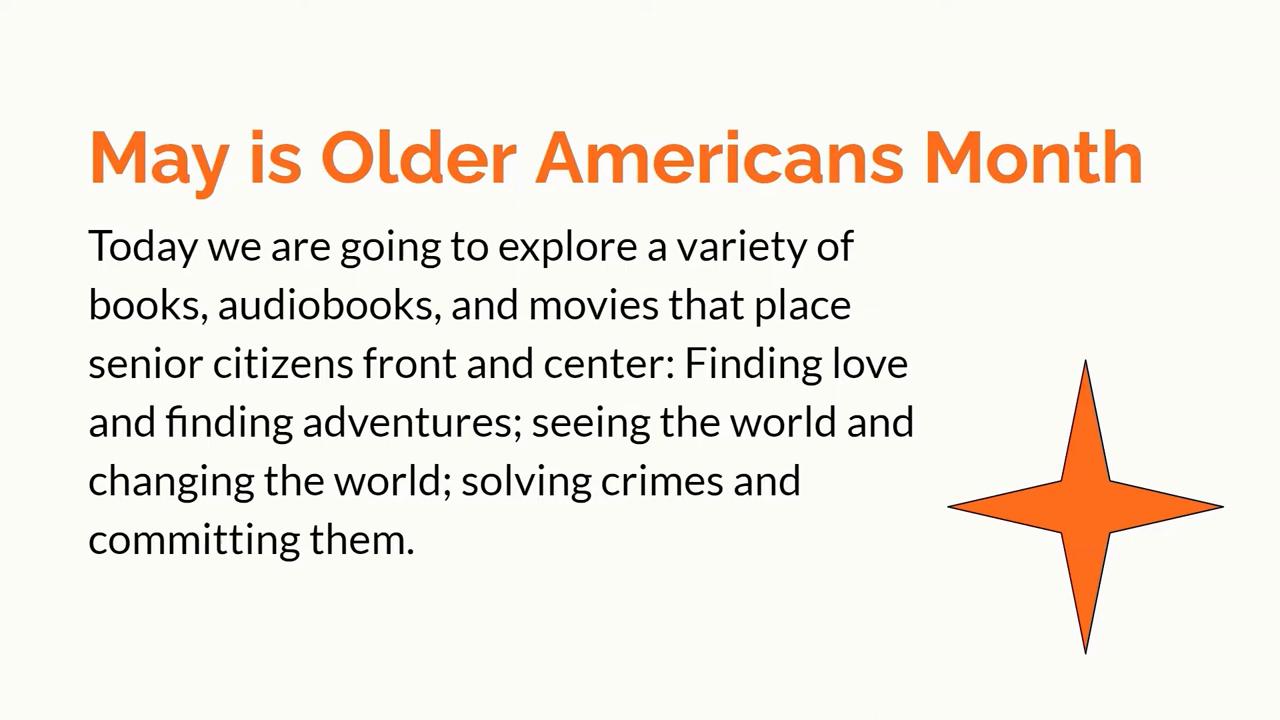 May is Older Americans Month
Today we are going to explore a variety of
books, audiobooks, and movies that place
senior citizens front and center: Finding love
and finding adventures; seeing the world and
changing the world; solving crimes and
committing them.